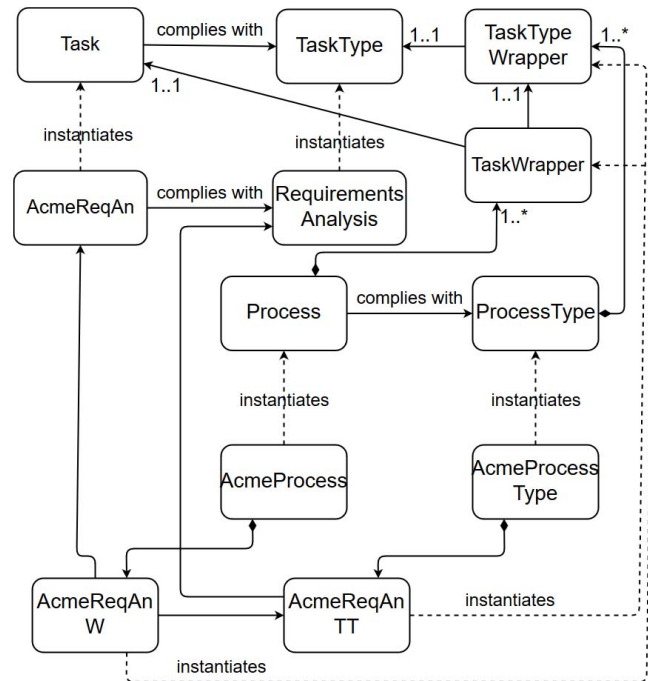 Task
complies with
TaskType
1..1
TaskType
Wrapper
1..*
1..1
1..1
instantiates
instantiates
TaskWrapper
AcmeReqAn
complies with
Requirements
Analysis
1..*
Process
complies with
ProcessType
instantiates
instantiates
AcmeProcess
AcmeProcess
Type
AcmeReqAn
W
AcmeReqAn
TT
instantiates
instantiates